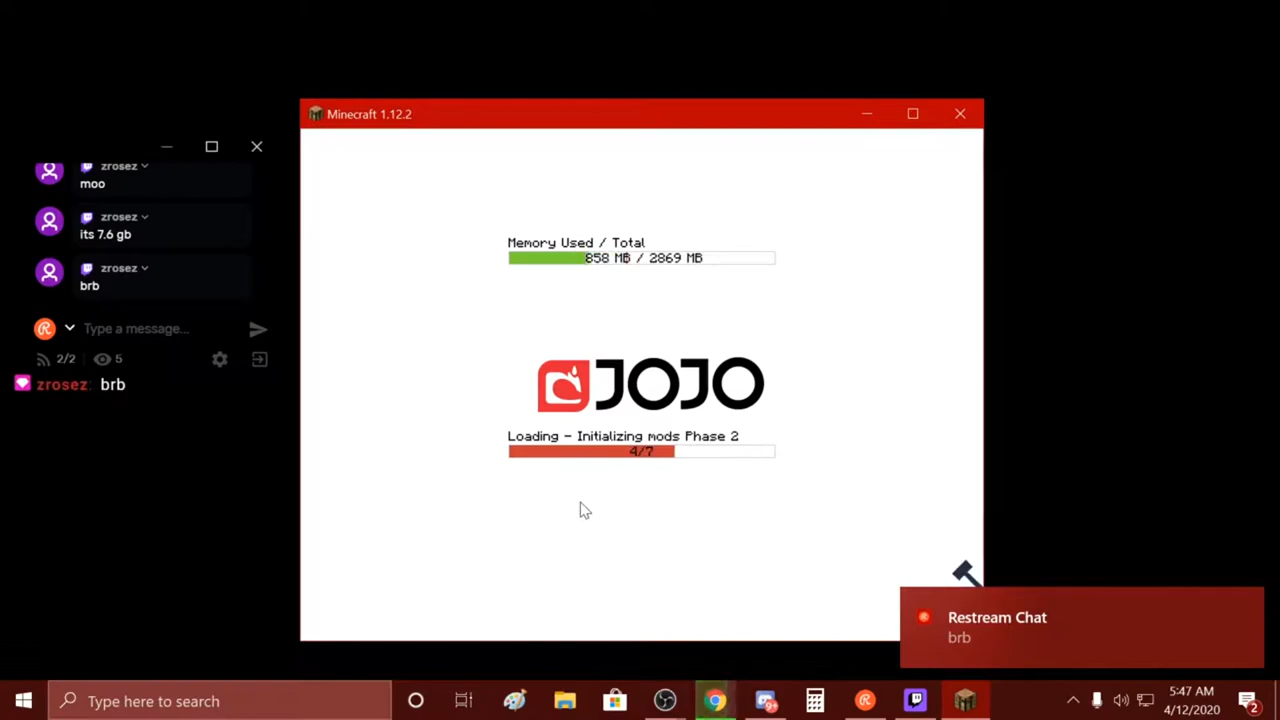 Minecraft 1.12.2
zrosez
moo
zrosez
its 7.6 gb
zrosez
brb
Type a message...
2/2
5
zrosez: brb
Memory Used / Total
858 MB / 2869 MB
JOJO
Loading - Initializing mods Phase 2
4/7
Restream Chat
brb
Type here to search
5:47 AM
4/12/2020
2